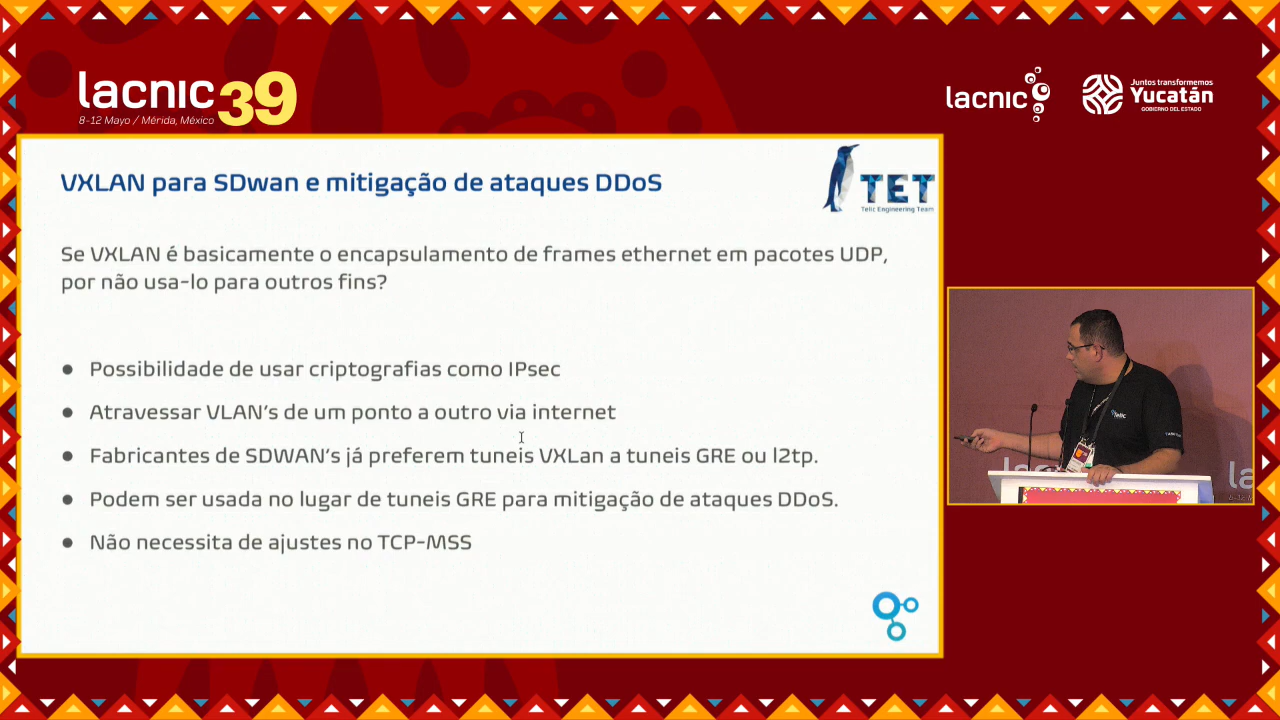 lacnic 39
8-12 Mayo / Mérida, México
lacnic
Juntos transformemos
Yucatán
GOBIERNO DEL ESTADO
VXLAN para SDwan e mitigação de ataques DDoS
TET
Telic Engineering Team
Se VXLAN é basicamente o encapsulamento de frames ethernet em pacotes UDP,
por não usa-lo para outros fins?
● Possibilidade de usar criptografias como IPsec
● Atravessar VLAN's de um ponto a outro via internet
● Fabricantes de SDWAN's já preferem tuneis VXLan a tuneis GRE ou l2tp.
● Podem ser usada no lugar de tuneis GRE para mitigação de ataques DDoS.
● Não necessita de ajustes no TCP-MSS
Telic